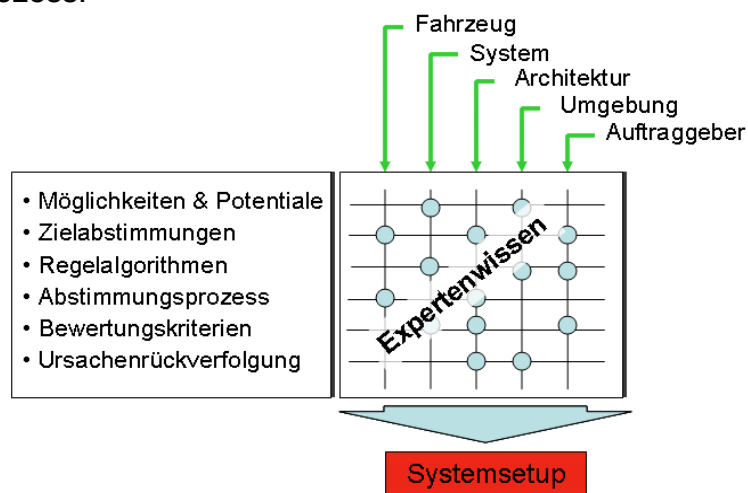 Fahrzeug
System
Architektur
Umgebung
Auftraggeber
• Möglichkeiten & Potentiale
• Zielabstimmungen
• Regelalgorithmen
• Abstimmungsprozess
• Bewertungskriterien
• Ursachenrückverfolgung
Expertenwissen
Systemsetup